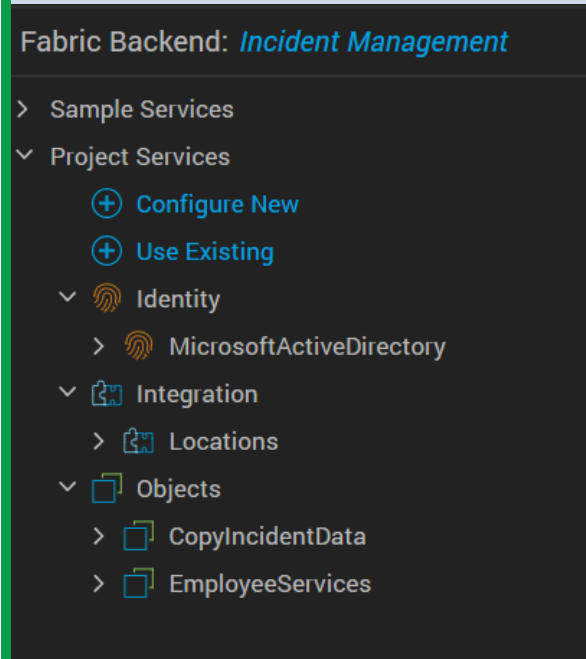 Fabric Backend: Incident Management
Sample Services
Project Services
Configure New
Use Existing
Identity
MicrosoftActiveDirectory
Integration
Locations
Objects
CopyIncidentData
EmployeeServices